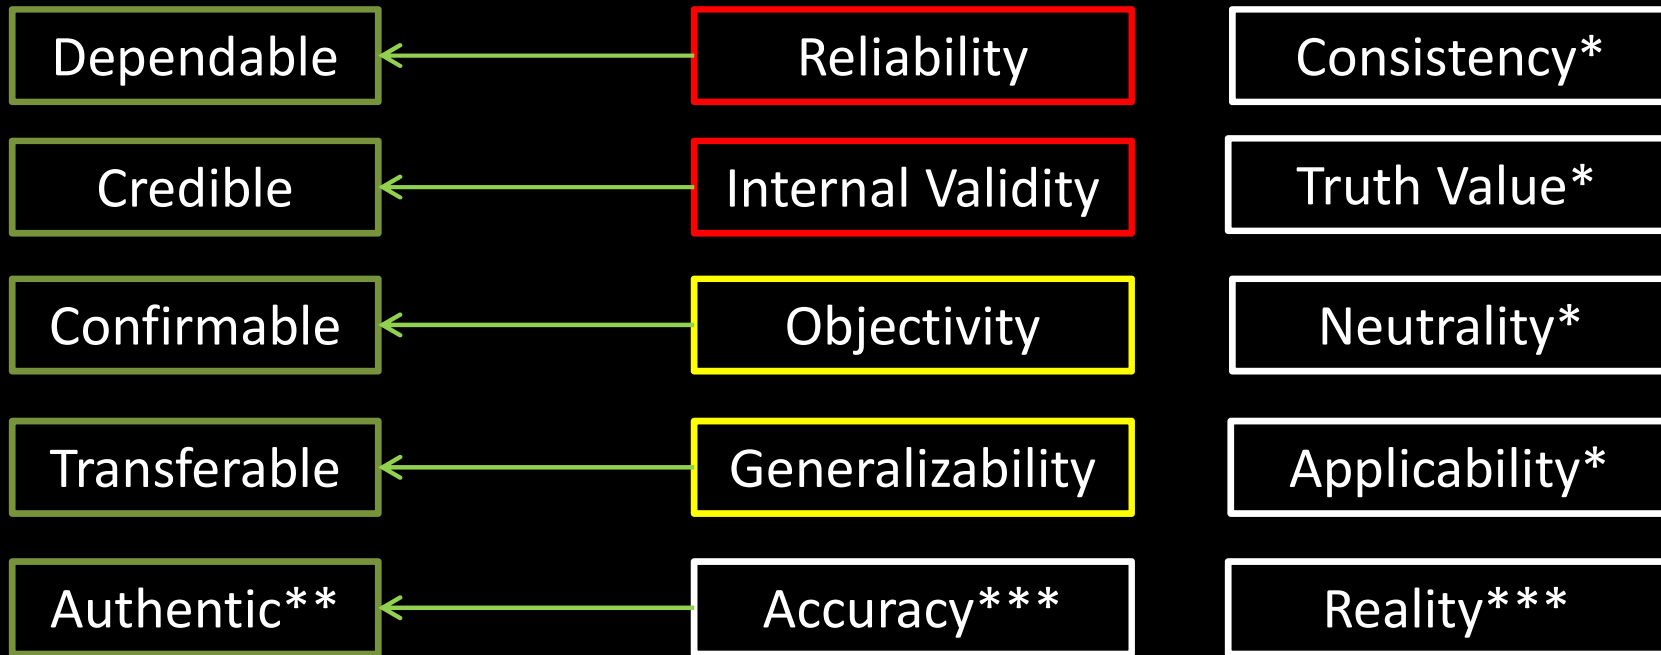 Dependable Reliability Consistency*
Credible Internal Validity Truth Value*
Confirmable Objectivity Neutrality*
Transferable Generalizability Applicability*
Authentic** Accuracy*** Reality***